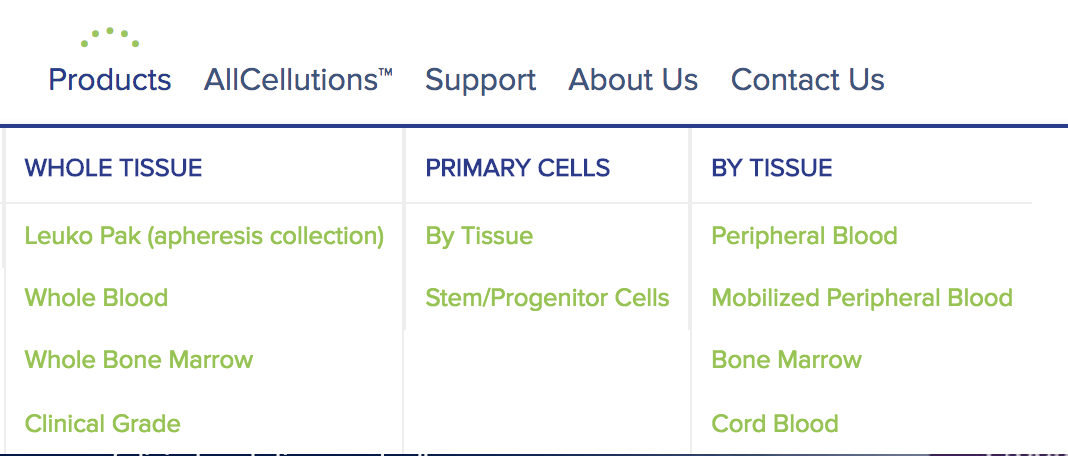 Products AllCellutions™ Support About Us Contact Us
WHOLE TISSUE
Leuko Pak (apheresis collection)
Whole Blood
Whole Bone Marrow
Clinical Grade
PRIMARY CELLS
By Tissue
Stem/Progenitor Cells
BY TISSUE
Peripheral Blood
Mobilized Peripheral Blood
Bone Marrow
Cord Blood